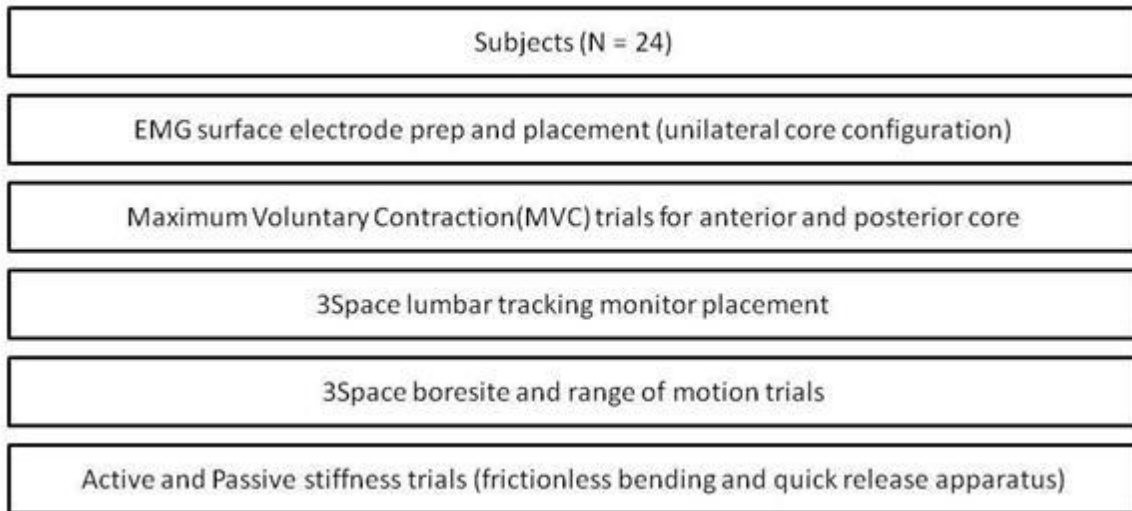 Subjects (N = 24)
EMG surface electrode prep and placement (unilateral core configuration)
Maximum Voluntary Contraction(MVC) trials for anterior and posterior core
3Space lumbar tracking monitor placement
3Space boresite and range of motion trials
Active and Passive stiffness trials (frictionless bending and quick release apparatus)